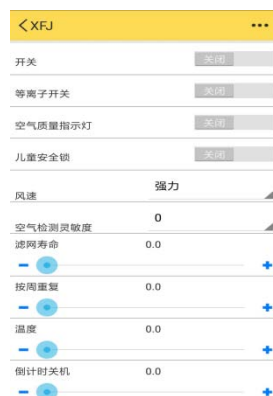 XFJ
开关 关闭
等离子开关 关闭
空气质量指示灯 关闭
儿童安全锁 关闭
风速 强力
空气检测灵敏度 0
滤网寿命 0.0
按周重复 0.0
温度 0.0
倒计时关机 0.0